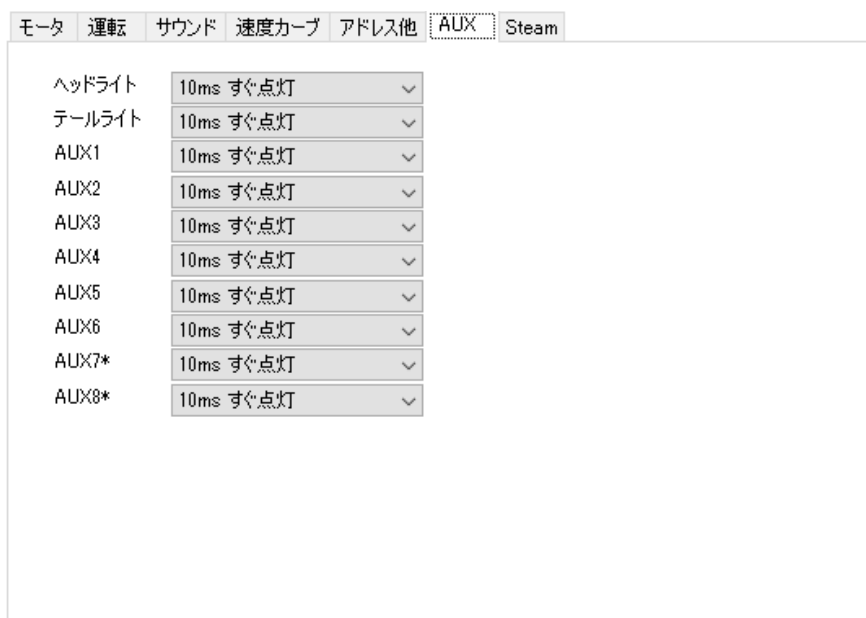 モータ 運転 サウンド 速度カーブ アドレス他 AUX Steam
ヘッドライト 10ms すぐ点灯
テールライト 10ms すぐ点灯
AUX1 10ms すぐ点灯
AUX2 10ms すぐ点灯
AUX3 10ms すぐ点灯
AUX4 10ms すぐ点灯
AUX5 10ms すぐ点灯
AUX6 10ms すぐ点灯
AUX7* 10ms すぐ点灯
AUX8* 10ms すぐ点灯